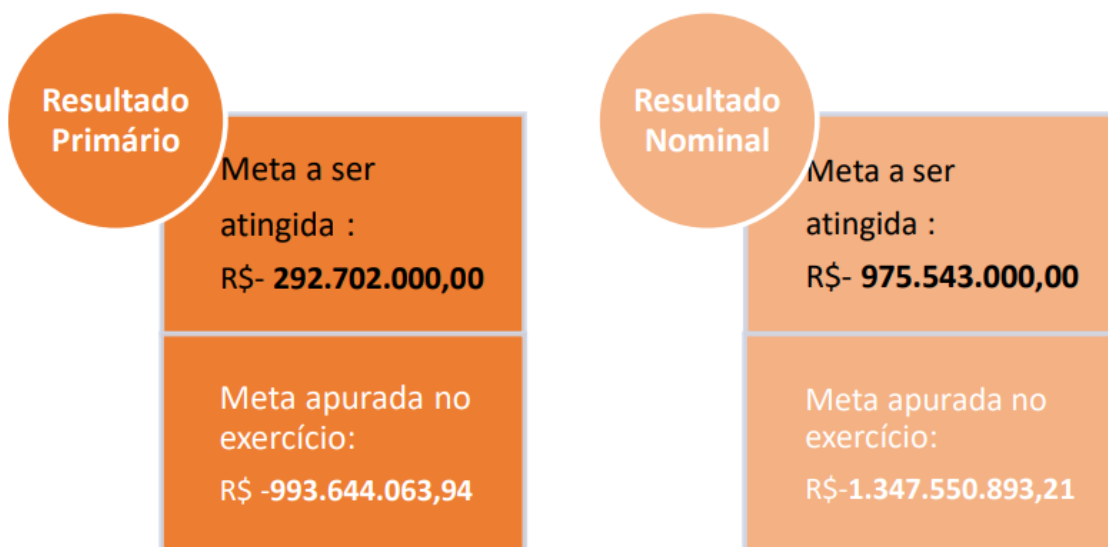 Resultado
Primário
Meta a ser
atingida :
R$- 292.702.000,00
Meta apurada no
exercício:
R$ -993.644.063,94
Resultado
Nominal
Meta a ser
atingida :
R$- 975.543.000,00
Meta apurada no
exercício:
R$-1.347.550.893,21